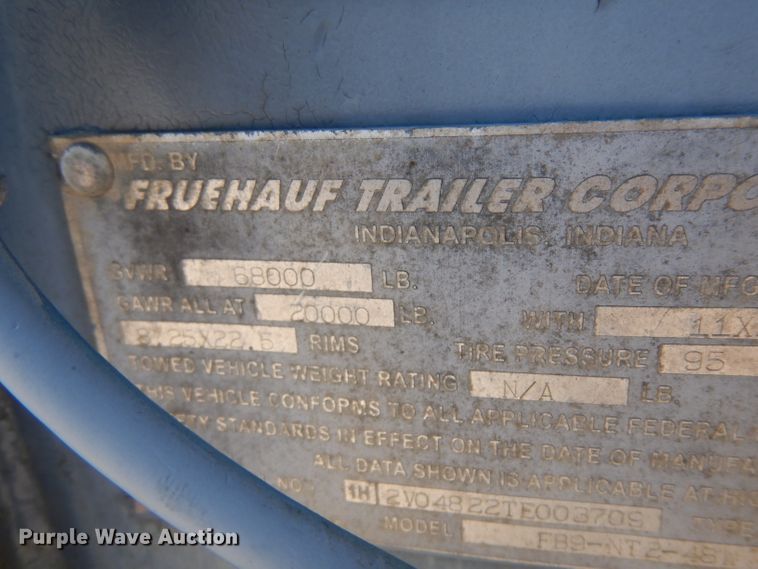 FD. BY
FRUEHAUF TRAILER CORPO
INDIANAPOLIS, INDIANA
GVWR 68000 LB. DATE OF MFG
GAWR ALL AT 20000 LB. WITH 11X
8.25X22.5 RIMS TIRE PRESSURE 95
TOWED VEHICLE WEIGHT RATING N/A LB.
THIS VEHICLE CONFORMS TO ALL APPLICABLE FEDERAL
ETY STANDARDS IN EFFECT ON THE DATE OF MANUFA
ALL DATA SHOWN IS APPLICABLE AT HIG
NO. 1H 2V04822TE003709 TYPE
MODEL FB9-NT2-48
Purple Wave Auction